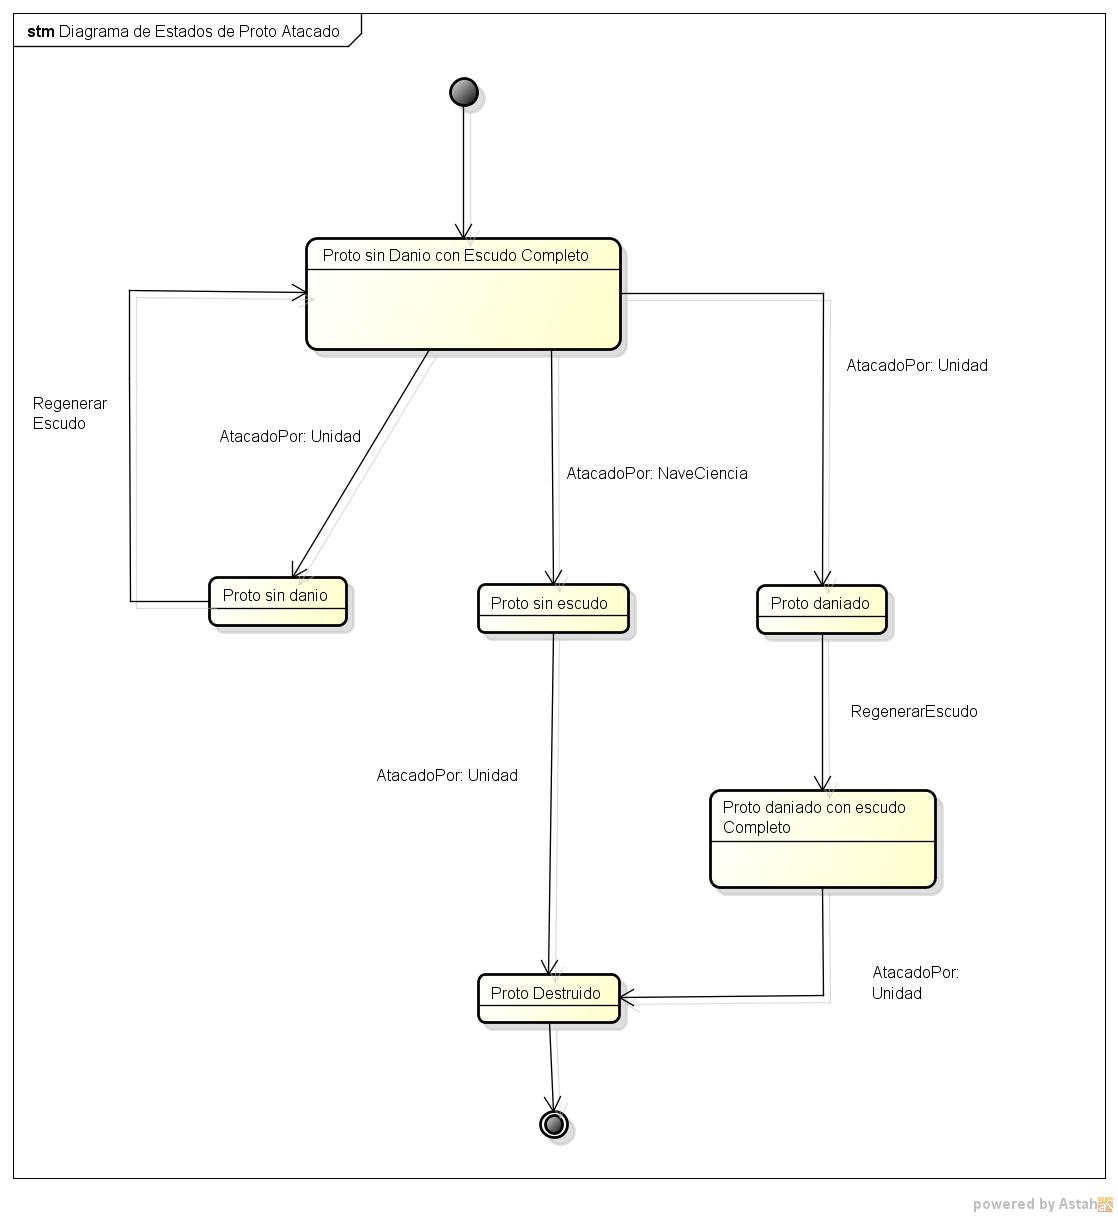 stm Diagrama de Estados de Proto Atacado
Proto sin Danio con Escudo Completo
AtacadoPor: Unidad
Regenerar
Escudo
AtacadoPor: Unidad
AtacadoPor: NaveCiencia
Proto sin danio
Proto sin escudo
Proto daniado
RegenerarEscudo
AtacadoPor: Unidad
Proto daniado con escudo
Completo
AtacadoPor:
Unidad
Proto Destruido
powered by Astah